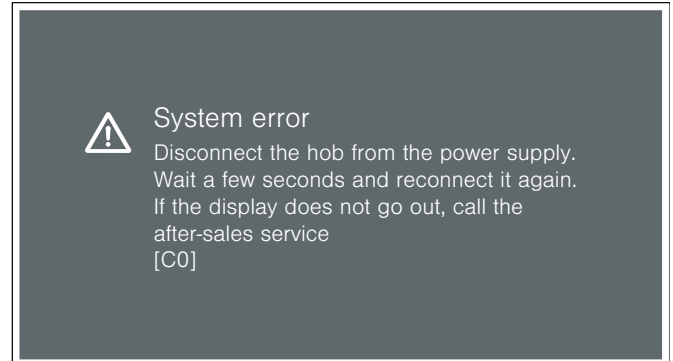 System error
Disconnect the hob from the power supply.
Wait a few seconds and reconnect it again.
If the display does not go out, call the
after-sales service
[C0]